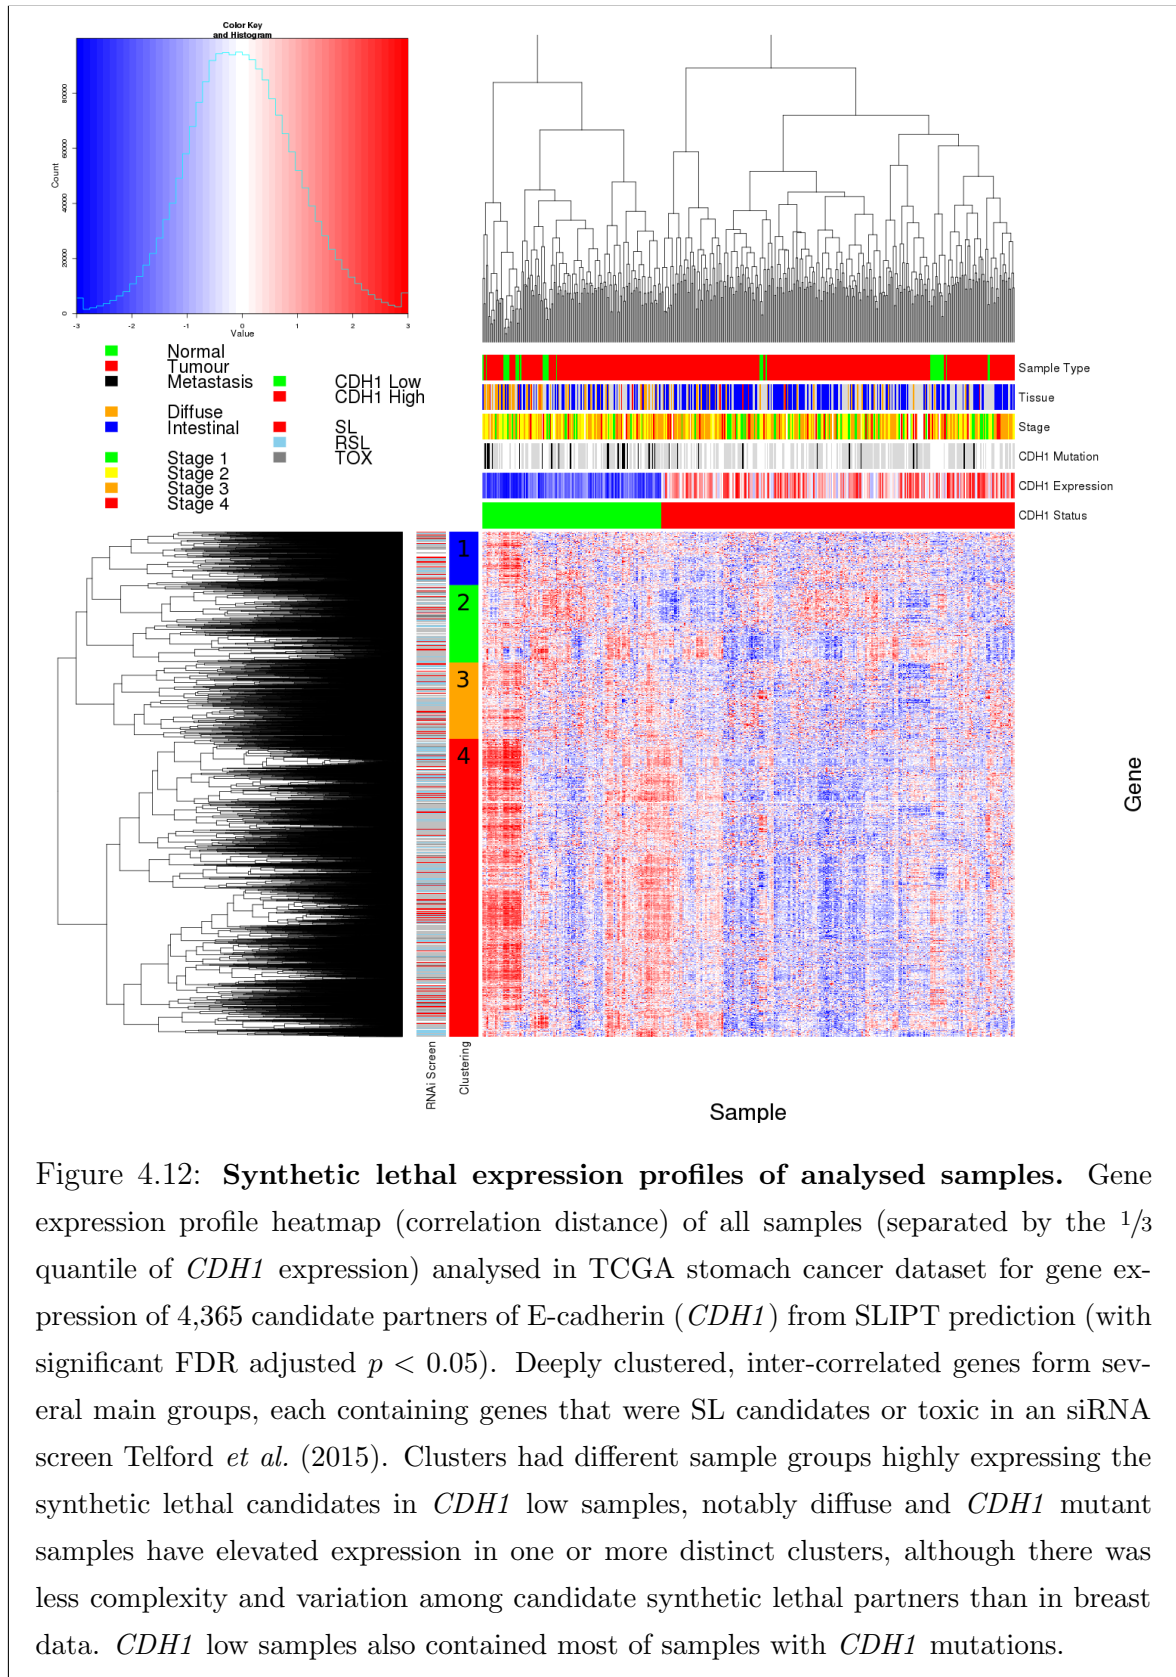 Color Key
and Histogram
Count
0
20000
40000
60000
80000
-3
-2
-1
0
1
2
3
Value
Normal
Tumour
Metastasis
Diffuse
Intestinal
Stage 1
Stage 2
Stage 3
Stage 4
CDH1 Low
CDH1 High
SL
RSL
TOX
Sample Type
Tissue
Stage
CDH1 Mutation
CDH1 Expression
CDH1 Status
1
2
3
4
Gene
RNAi Screen
Clustering
Sample
Figure 4.12: Synthetic lethal expression profiles of analysed samples. Gene
expression profile heatmap (correlation distance) of all samples (separated by the 1/3
quantile of CDH1 expression) analysed in TCGA stomach cancer dataset for gene ex-
pression of 4,365 candidate partners of E-cadherin (CDH1) from SLIPT prediction (with
significant FDR adjusted p < 0.05). Deeply clustered, inter-correlated genes form sev-
eral main groups, each containing genes that were SL candidates or toxic in an siRNA
screen Telford et al. (2015). Clusters had different sample groups highly expressing the
synthetic lethal candidates in CDH1 low samples, notably diffuse and CDH1 mutant
samples have elevated expression in one or more distinct clusters, although there was
less complexity and variation among candidate synthetic lethal partners than in breast
data. CDH1 low samples also contained most of samples with CDH1 mutations.